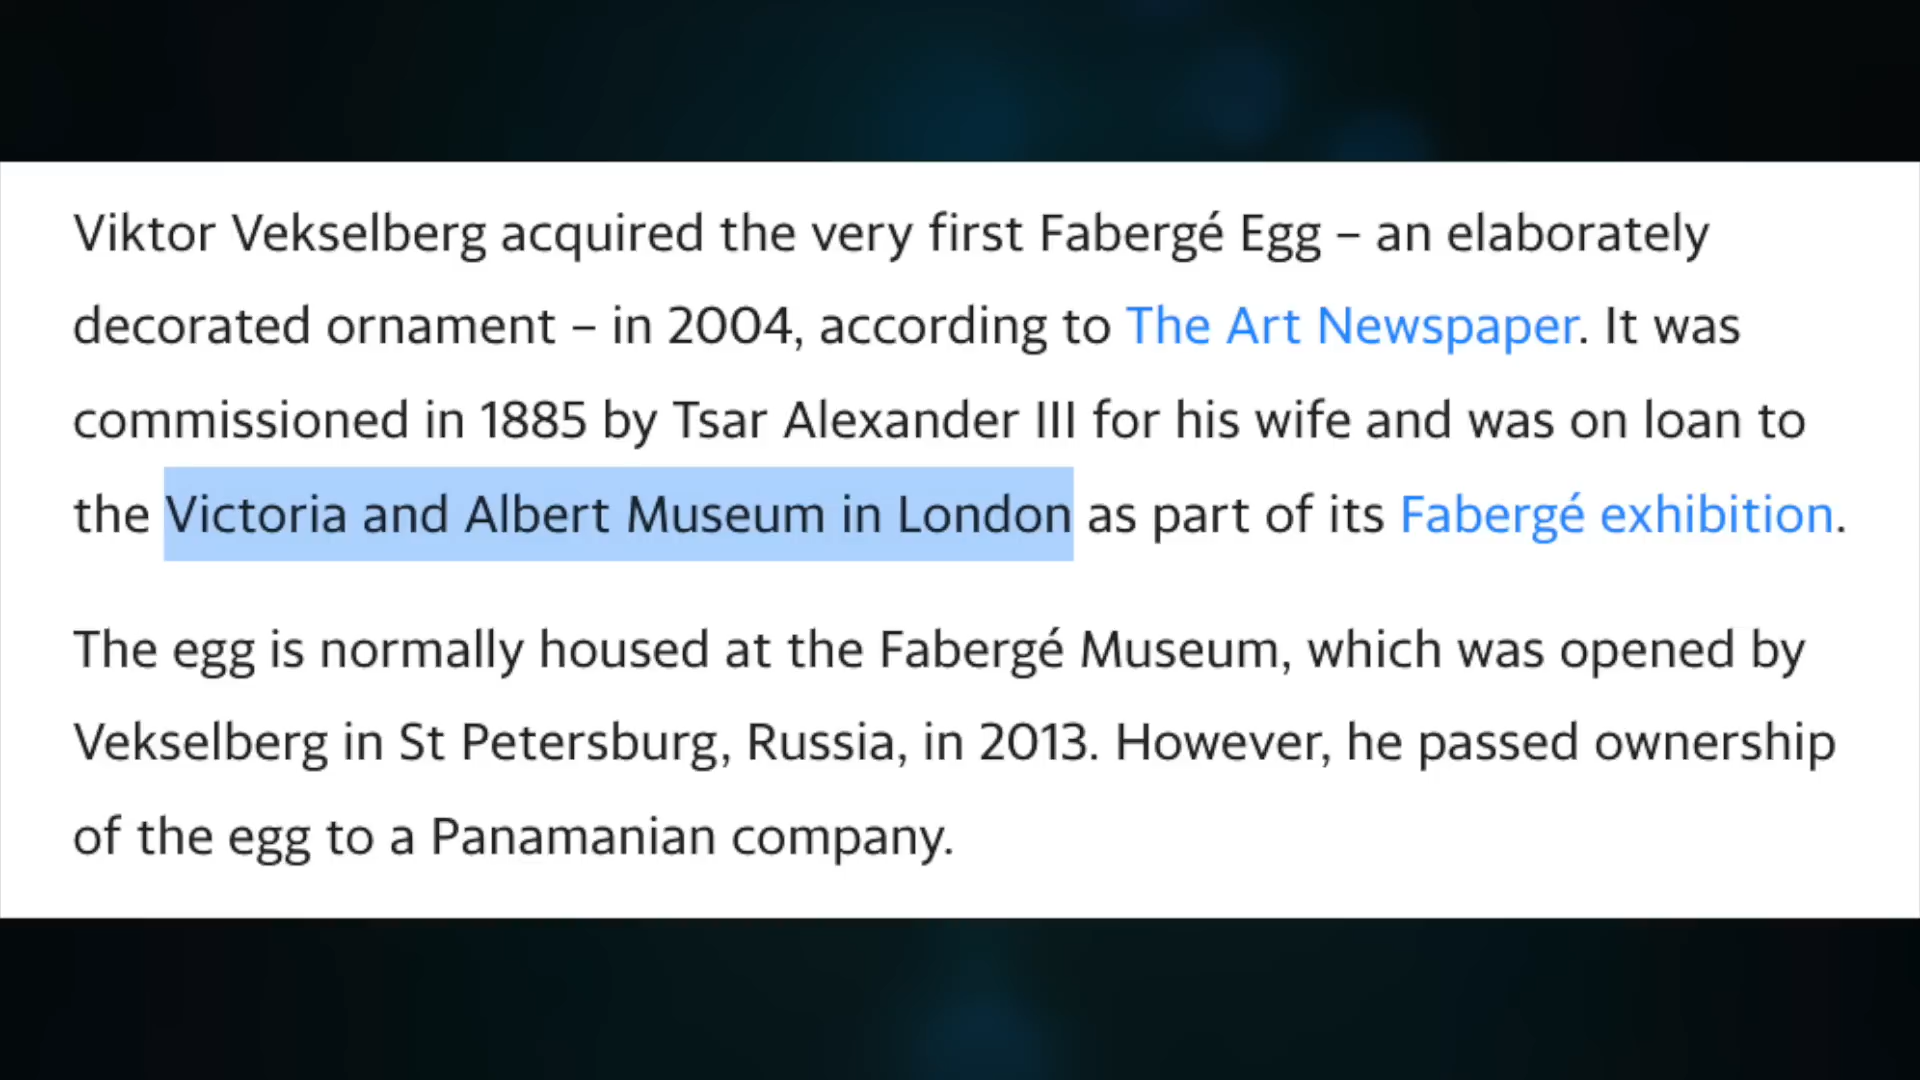 Viktor Vekselberg acquired the very first Fabergé Egg – an elaborately
decorated ornament – in 2004, according to The Art Newspaper. It was
commissioned in 1885 by Tsar Alexander III for his wife and was on loan to
the Victoria and Albert Museum in London as part of its Fabergé exhibition.
The egg is normally housed at the Fabergé Museum, which was opened by
Vekselberg in St Petersburg, Russia, in 2013. However, he passed ownership
of the egg to a Panamanian company.